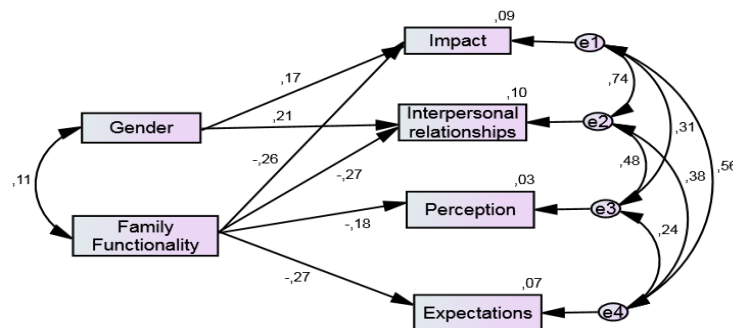 ,09
Impact
e1
,17
,74
,10
Gender
,21
Interpersonal
relationships
e2
,31
-,26
-,27
,56
,11
,48
,38
,03
Family
Functionality
-,18
Perception
e3
,24
-,27
,07
Expectations
e4